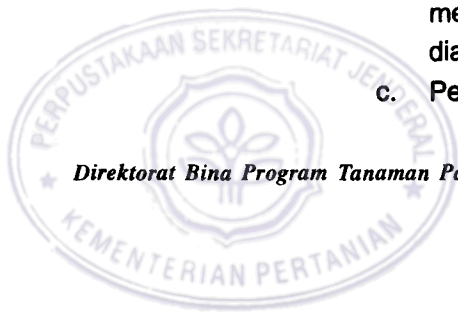 me
dia
c. Pe
Direktorat Bina Program Tanaman Pa
PERPUSTAKAAN SEKRETARIAT JENDERAL
KEMENTERIAN PERTANIAN